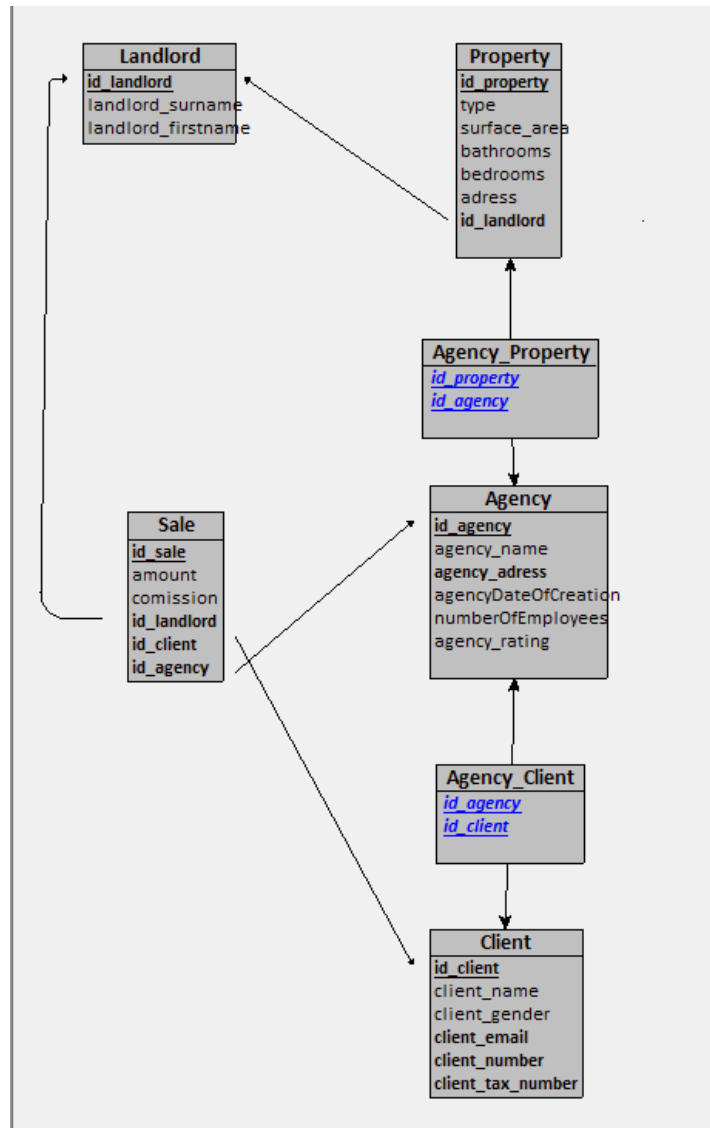 Landlord
id_landlord
landlord_surname
landlord_firstname
Property
id_property
type
surface_area
bathrooms
bedrooms
adress
id_landlord
Agency_Property
id_property
id_agency
Sale
id_sale
amount
comission
id_landlord
id_client
id_agency
Agency
id_agency
agency_name
agency_adress
agencyDateOfCreation
numberOfEmployees
agency_rating
Agency_Client
id_agency
id_client
Client
id_client
client_name
client_gender
client_email
client_number
client_tax_number